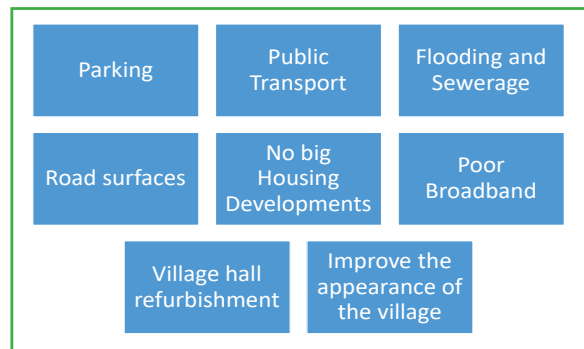 Parking
Public
Transport
Flooding and
Sewerage
Road surfaces
No big
Housing
Developments
Poor
Broadband
Village hall
refurbishment
Improve the
appearance of
the village